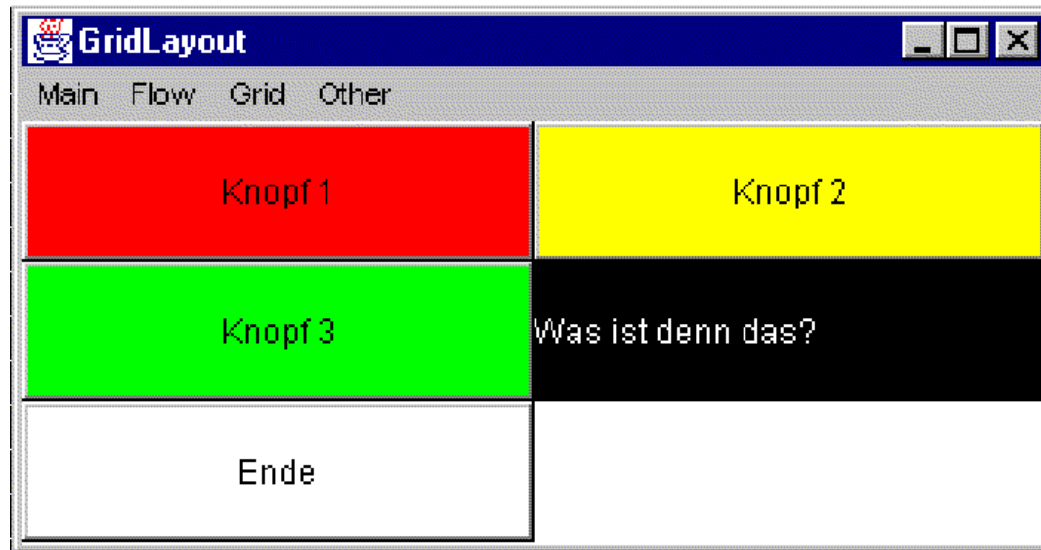 GridLayout
Main Flow Grid Other
Knopf 1
Knopf 2
Knopf 3
Was ist denn das?
Ende